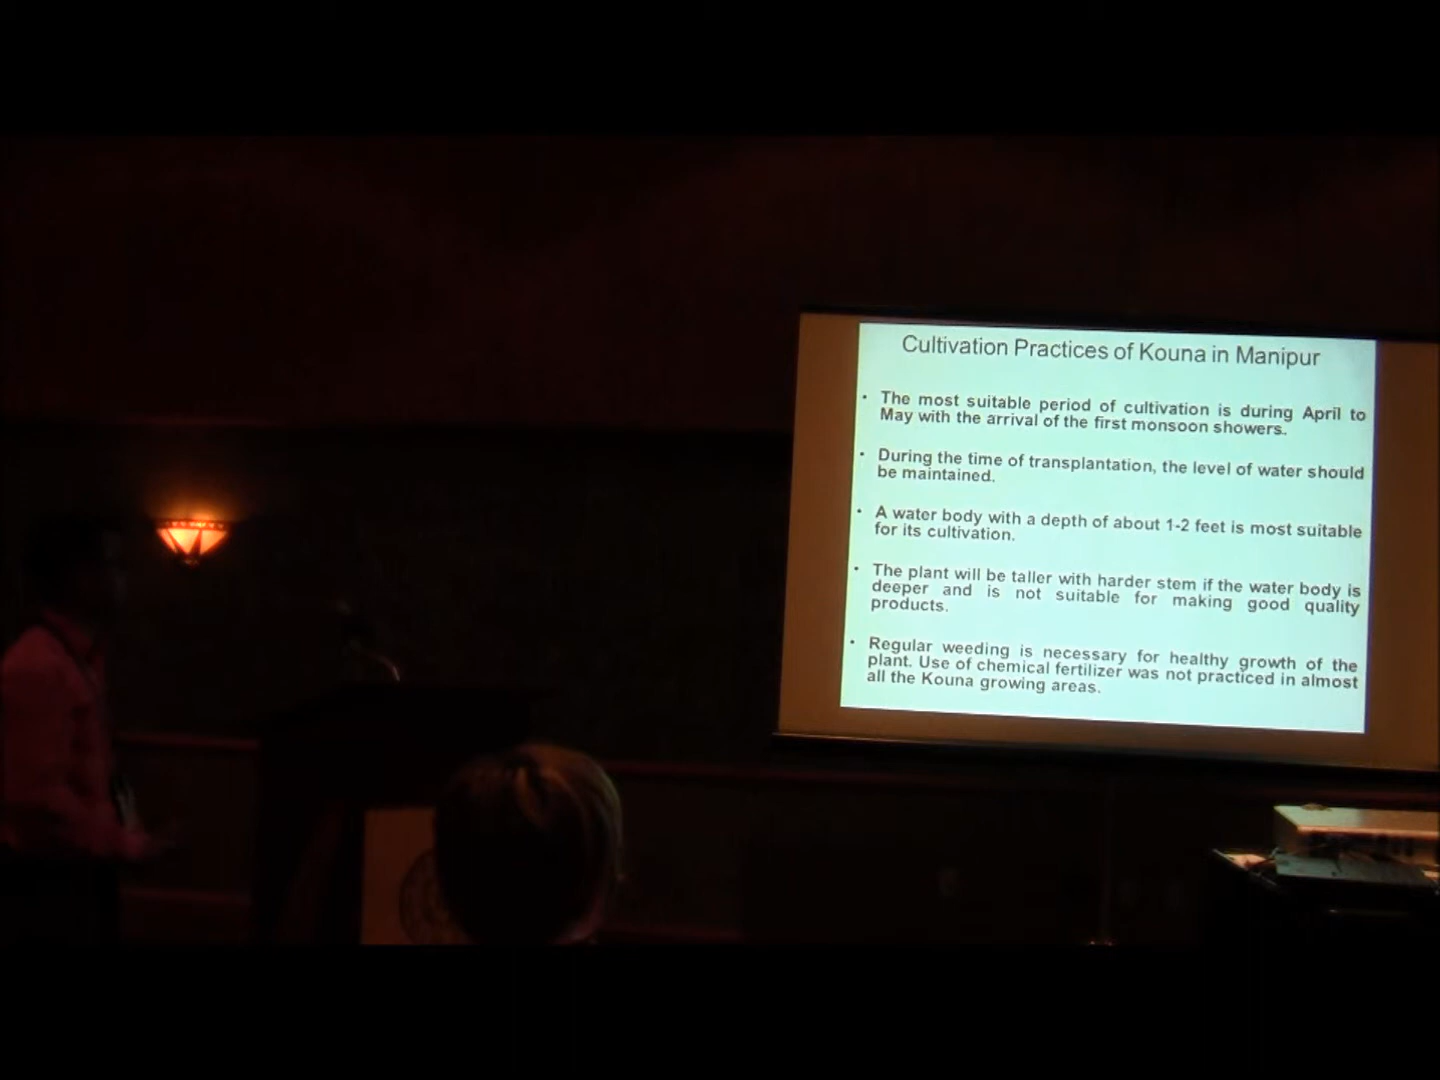 Cultivation Practices of Kouna in Manipur
• The most suitable period of cultivation is during April to
May with the arrival of the first monsoon showers.
• During the time of transplantation, the level of water should
be maintained.
• A water body with a depth of about 1-2 feet is most suitable
for its cultivation.
• The plant will be taller with harder stem if the water body is
deeper and is not suitable for making good quality
products.
• Regular weeding is necessary for healthy growth of the
plant. Use of chemical fertilizer was not practiced in almost
all the Kouna growing areas.